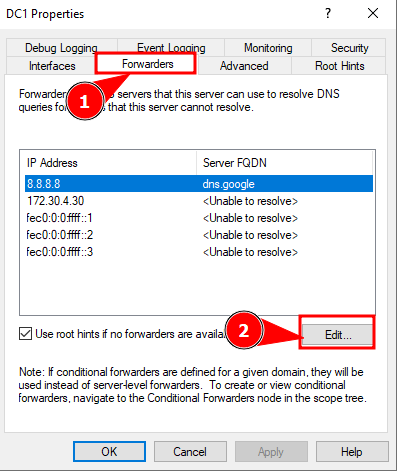 DC1 Properties
Debug Logging Event Logging Monitoring Security
Interfaces Forwarders Advanced Root Hints
Forwarders servers that this server can use to resolve DNS
queries for that this server cannot resolve.
1
IP Address Server FQDN
8.8.8.8 dns.google
172.30.4.30 <Unable to resolve>
fec0:0:0:ffff::1 <Unable to resolve>
fec0:0:0:ffff::2 <Unable to resolve>
fec0:0:0:ffff::3 <Unable to resolve>
Use root hints if no forwarders are 2 Edit...
Note: If conditional forwarders are defined for a given domain, they will be
used instead of server-level forwarders. To create or view conditional
forwarders, navigate to the Conditional Forwarders node in the scope tree.
OK Cancel Apply Help